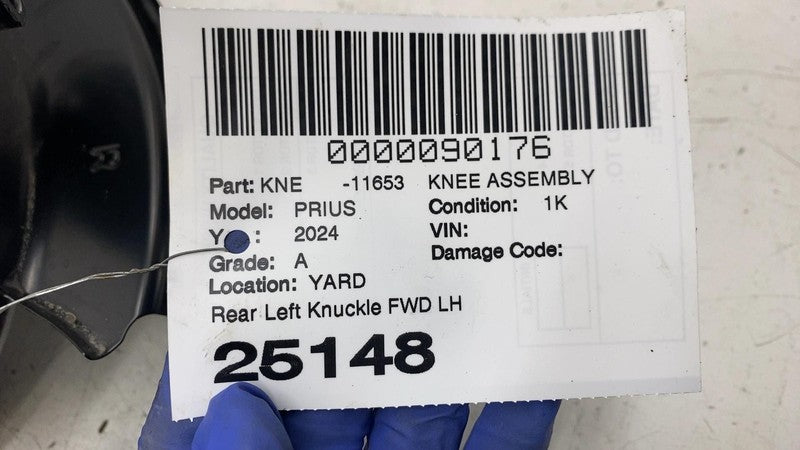 0000090176
Part: KNE -11653 KNEE ASSEMBLY
Model: PRIUS Condition: 1K
Y : 2024 VIN:
Grade: A Damage Code:
Location: YARD
Rear Left Knuckle FWD LH
25148